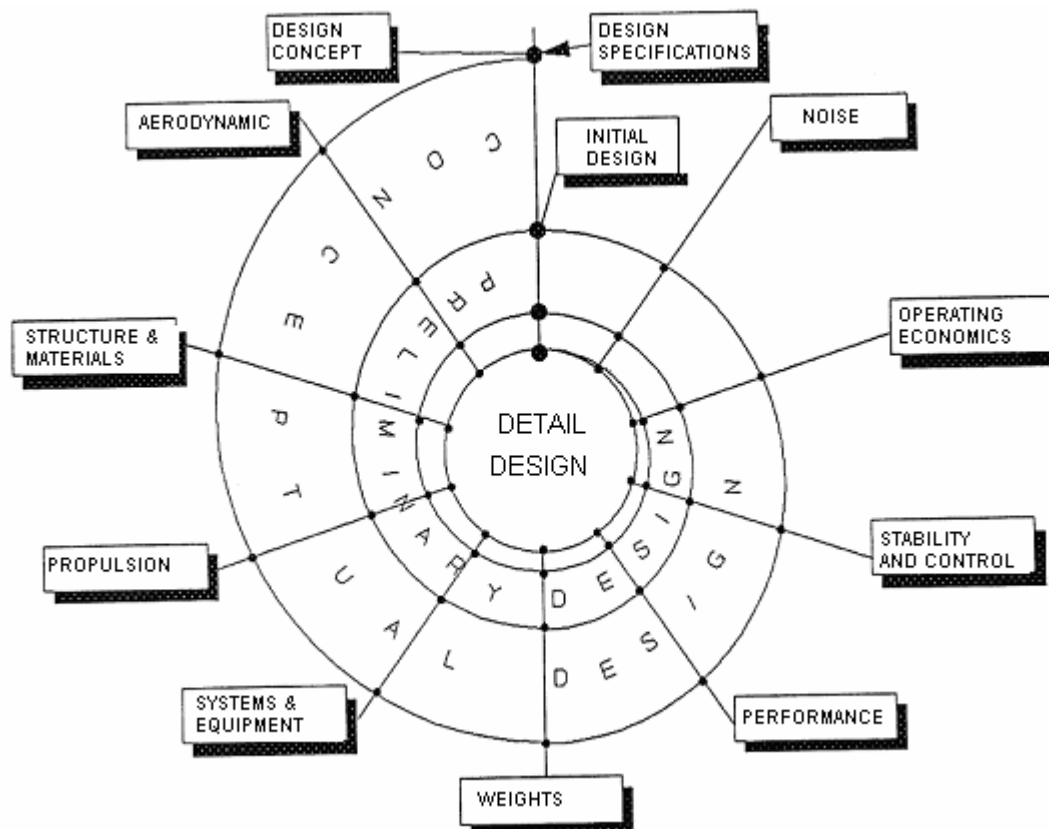 DESIGN
CONCEPT
DESIGN
SPECIFICATIONS
AERODYNAMIC
NOISE
INITIAL
DESIGN
STRUCTURE &
MATERIALS
OPERATING
ECONOMICS
PROPULSION
STABILITY
AND CONTROL
SYSTEMS &
EQUIPMENT
PERFORMANCE
WEIGHTS
CONCECPTUAL DESIGN
PRELIMINARY DESIGN
DETAIL
DESIGN